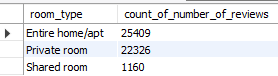 room_type count_of_number_of_reviews
Entire home/apt 25409
Private room 22326
Shared room 1160